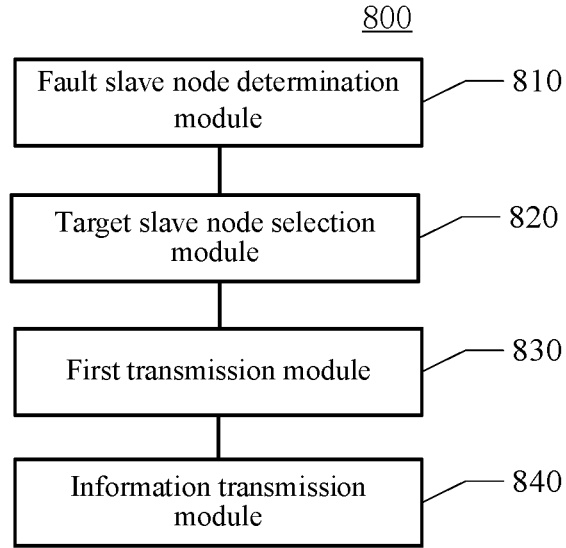 800
Fault slave node determination
module
810
Target slave node selection
module
820
First transmission module
830
Information transmission
module
840